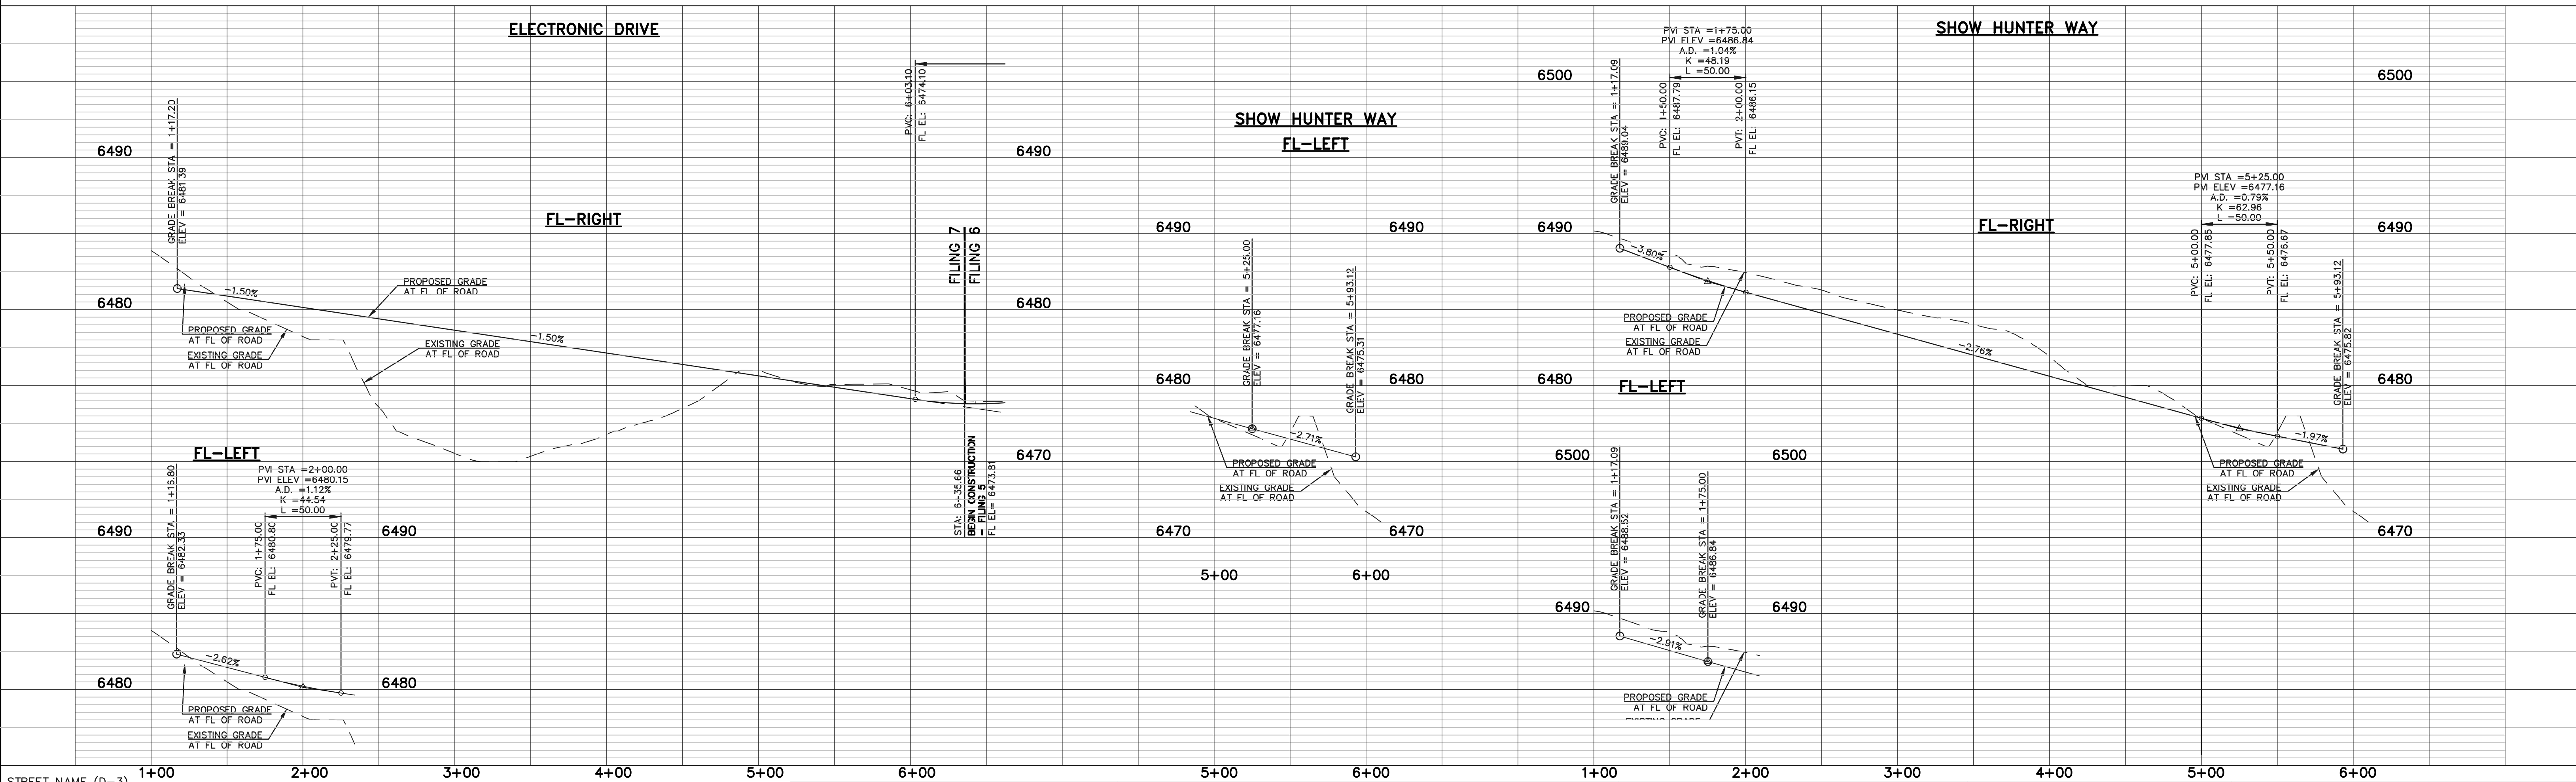 ELECTRONIC DRIVE
FL-RIGHT
GRADE BREAK STA = 1+17.20
ELEV = 6481.39
6490
6480
-1.50%
PROPOSED GRADE
AT FL OF ROAD
EXISTING GRADE
AT FL OF ROAD
PROPOSED GRADE
AT FL OF ROAD
EXISTING GRADE
AT FL OF ROAD
-1.50%
PVC: 6+03.10
FL EL: 6474.10
FILING 7
FILING 6
6490
6480
6470
STA: 6+35.66
BEGIN CONSTRUCTION
- FILING 5
FL EL= 6473.81
FL-LEFT
PVI STA =2+00.00
PVI ELEV =6480.15
A.D. =1.12%
K =44.54
L =50.00
GRADE BREAK STA = 1+16.80
ELEV = 6482.33
PVC: 1+75.00
FL EL: 6480.80
PVT: 2+25.00
FL EL: 6479.77
6490
6490
-2.62%
6480
6480
PROPOSED GRADE
AT FL OF ROAD
EXISTING GRADE
AT FL OF ROAD
1+00
2+00
3+00
4+00
5+00
6+00
STREET NAME (D-3)
SHOW HUNTER WAY
FL-LEFT
6490
6490
GRADE BREAK STA = 5+25.00
ELEV = 6477.16
GRADE BREAK STA = 5+93.12
ELEV = 6475.31
6480
6480
-2.71%
PROPOSED GRADE
AT FL OF ROAD
EXISTING GRADE
AT FL OF ROAD
6470
6470
5+00
6+00
5+00
6+00
SHOW HUNTER WAY
PVI STA =1+75.00
PVI ELEV =6486.84
A.D. =1.04%
K =48.19
L =50.00
6500
6500
GRADE BREAK STA = 1+17.09
ELEV = 6489.04
PVC: 1+50.00
FL EL: 6487.79
PVT: 2+00.00
FL EL: 6486.15
PVI STA =5+25.00
PVI ELEV =6477.16
A.D. =0.79%
K =62.96
L =50.00
FL-RIGHT
6490
6490
-3.80%
PVC: 5+00.00
FL EL: 6477.85
PVT: 5+50.00
FL EL: 6476.67
GRADE BREAK STA = 5+93.12
ELEV = 6475.82
PROPOSED GRADE
AT FL OF ROAD
EXISTING GRADE
AT FL OF ROAD
-2.76%
6480
6480
-1.97%
PROPOSED GRADE
AT FL OF ROAD
EXISTING GRADE
AT FL OF ROAD
6470
FL-LEFT
6500
6500
GRADE BREAK STA = 1+17.09
ELEV = 6488.52
GRADE BREAK STA = 1+75.00
ELEV = 6486.84
6490
6490
-2.91%
PROPOSED GRADE
AT FL OF ROAD
EXISTING GRADE
1+00
2+00
3+00
4+00
5+00
6+00